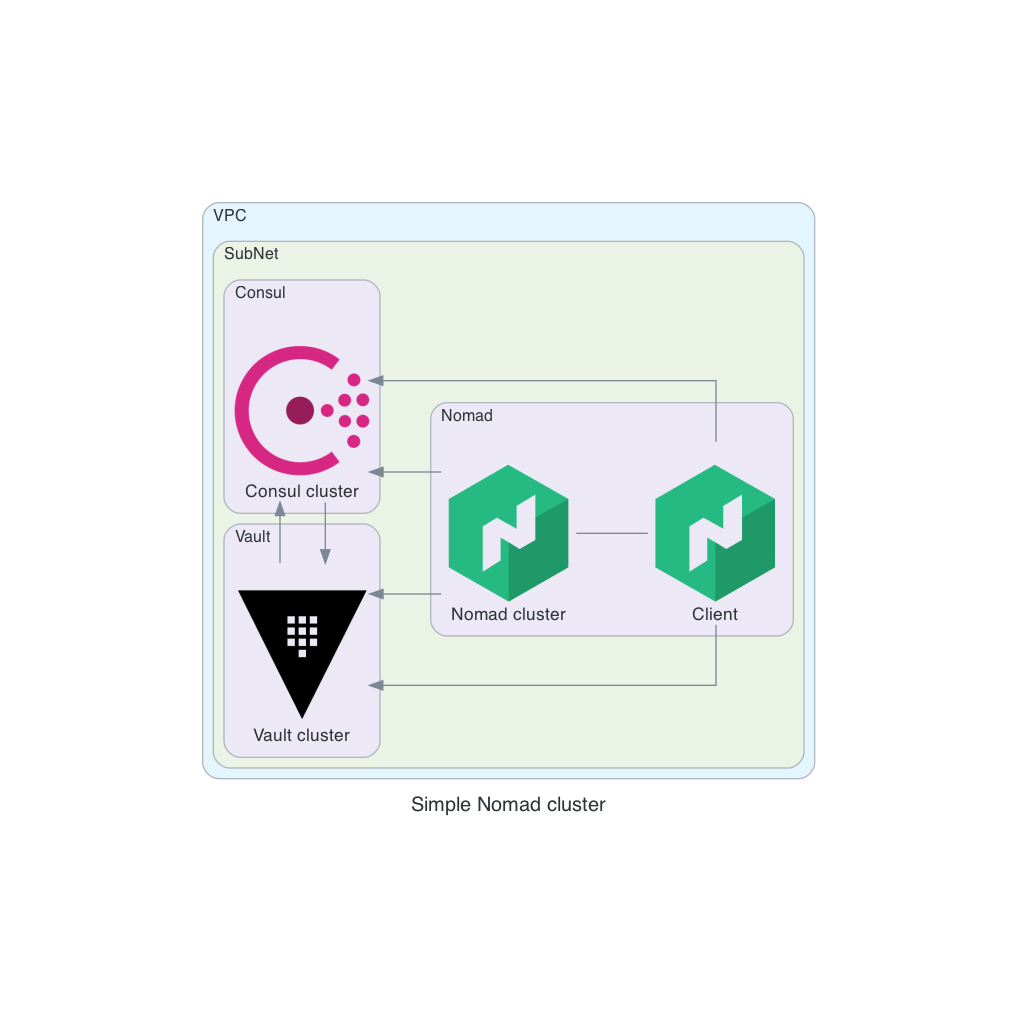 VPC
SubNet
Consul
Consul cluster
Nomad
Vault
Nomad cluster
Client
Vault cluster
Simple Nomad cluster